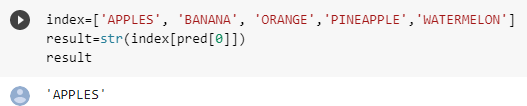 index=['APPLES', 'BANANA', 'ORANGE','PINEAPPLE','WATERMELON']
result=str(index[pred[0]])
result
'APPLES'